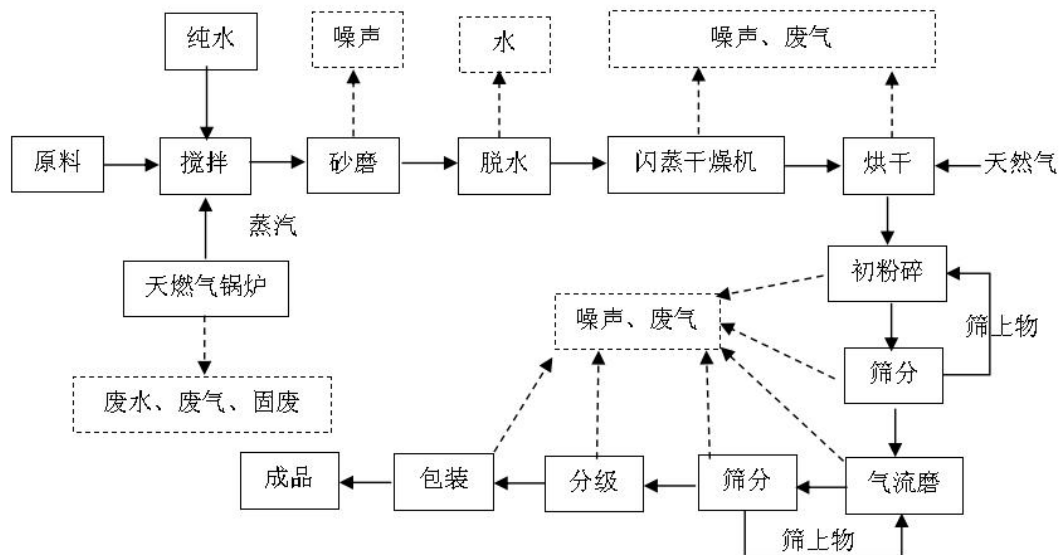 纯水
噪声
水
噪声、废气
原料
搅拌
砂磨
脱水
闪蒸干燥机
烘干
天然气
蒸汽
天燃气锅炉
初粉碎
噪声、废气
筛上物
筛分
废水、废气、固废
成品
包装
分级
筛分
气流磨
筛上物